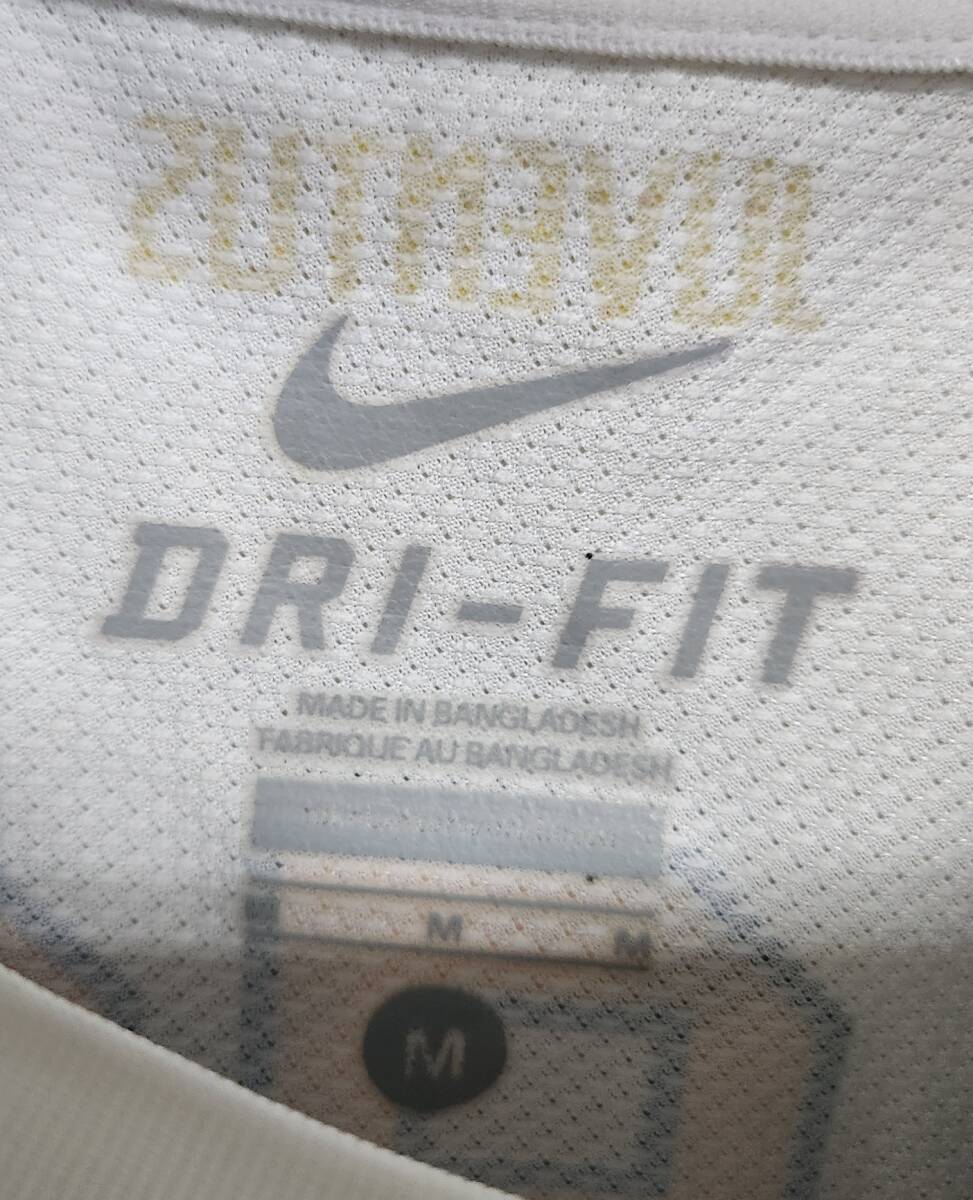 JUVENTUS
DRI-FIT
MADE IN BANGLADESH
FABRIQUE AU BANGLADESH
M M M
M